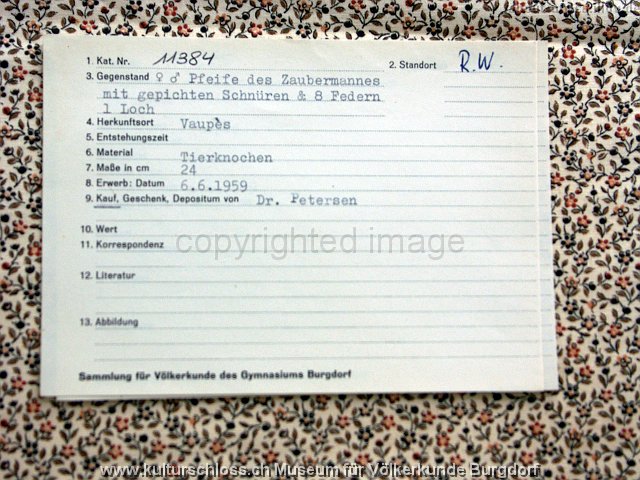 1. Kat. Nr. 11384
2. Standort R.W.
3. Gegenstand ♀ ♂ Pfeife des Zaubermannes
mit gepichten Schnüren & 8 Federn
1 Loch
4. Herkunftsort Vaupès
5. Entstehungszeit
6. Material Tierknochen
7. Maße in cm 24
8. Erwerb: Datum 6.6.1959
9. Kauf, Geschenk, Depositum von Dr. Petersen
10. Wert
11. Korrespondenz
copyrighted image
12. Literatur
13. Abbildung
Sammlung für Völkerkunde des Gymnasiums Burgdorf
www.kulturschloss.ch Museum für Völkerkunde Burgdorf